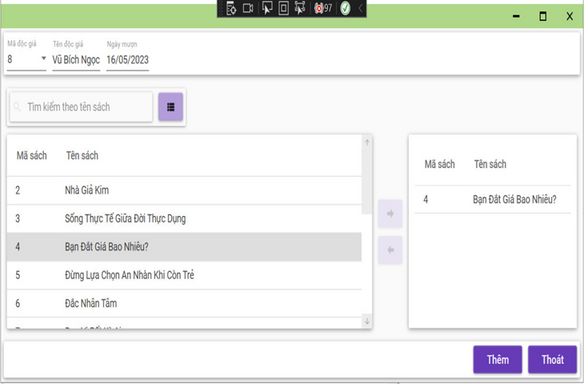 97
Mã độc giả Tên độc giả Ngày mượn
8 Vũ Bích Ngọc 16/05/2023
Tìm kiếm theo tên sách
Mã sách Tên sách
2 Nhà Giả Kim
3 Sống Thực Tế Giữa Đời Thực Dụng
4 Bạn Đắt Giá Bao Nhiêu?
5 Đừng Lựa Chọn An Nhàn Khi Còn Trẻ
6 Đắc Nhân Tâm
Mã sách Tên sách
4 Bạn Đắt Giá Bao Nhiêu?
Thêm Thoát